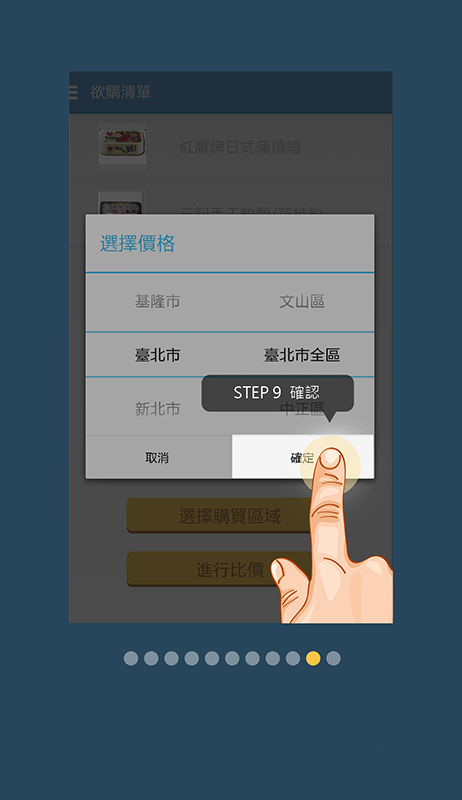 欲購清單
紅鷹牌日式蒲燒鰻
選擇價格
基隆市 文山區
臺北市 臺北市全區
STEP 9 確認
新北市 中正區
取消 確定
選擇購買區域
進行比價